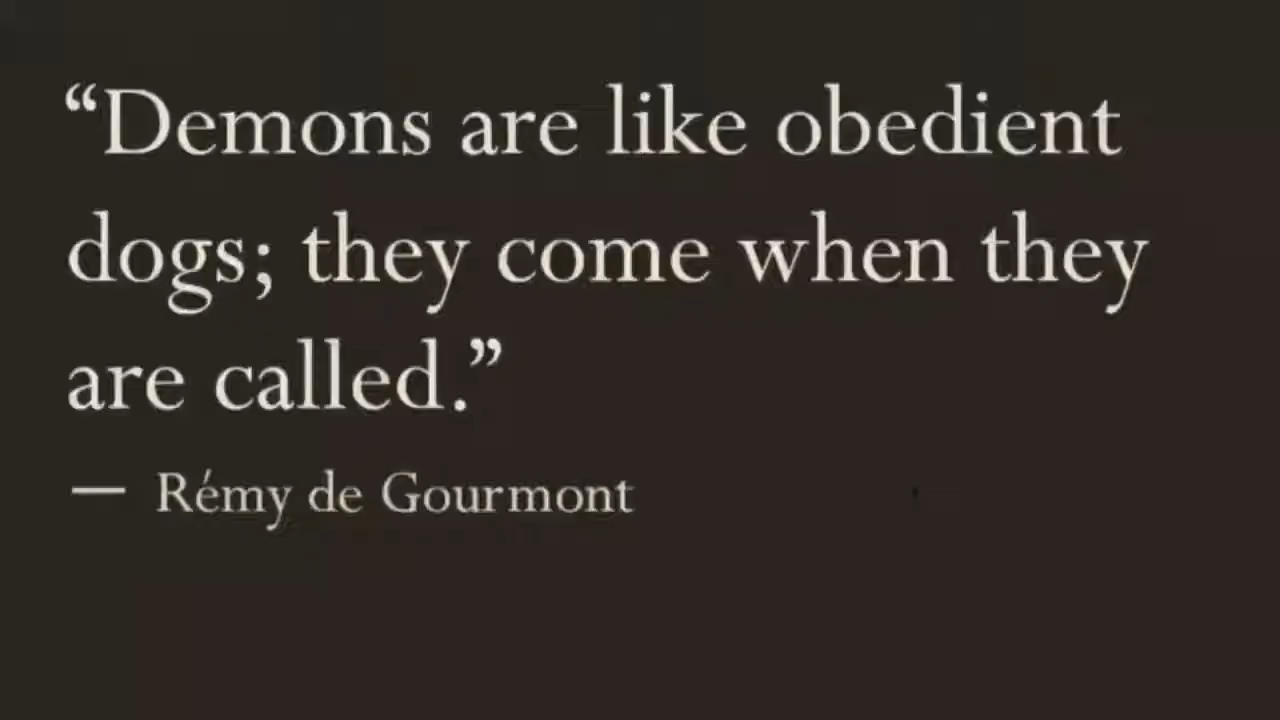 “Demons are like obedient
dogs; they come when they
are called.”
— Rémy de Gourmont